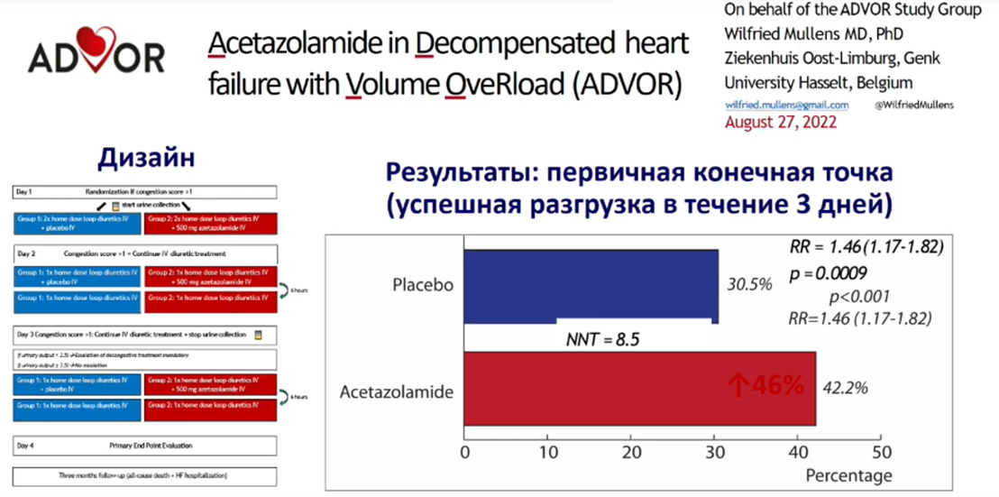 ADVOR
Acetazolamide in Decompensated heart
failure with Volume OveRload (ADVOR)
On behalf of the ADVOR Study Group
Wilfried Mullens MD, PhD
Ziekenhuis Oost-Limburg, Genk
University Hasselt, Belgium
wilfried.mullens@gmail.com @WilfriedMullens
August 27, 2022
Дизайн
Day 1 Randomization if congestion score >1
start urine collection
Group 1: 2x home dose loop diuretics IV
+ placebo IV
Group 2: 2x home dose loop diuretics IV
+ 500 mg azetazolamide IV
Day 2 Congestion score >1 = Continue IV diuretic treatment
Group 1: 1x home dose loop diuretics IV
+ placebo IV
Group 2: 1x home dose loop diuretics IV
+ 500 mg azetazolamide IV
6 hours
Group 1: 1x home dose loop diuretics IV
Group 2: 1x home dose loop diuretics IV
Day 3 Congestion score >1: Continue IV diuretic treatment + stop urine collection
If urinary output < 3.5l → Escalation of decongestive treatment mandatory
If urinary output ≥ 3.5l → No escalation
Group 1: 1x home dose loop diuretics IV
+ placebo IV
Group 2: 1x home dose loop diuretics IV
+ 500 mg azetazolamide IV
6 hours
Group 1: 1x home dose loop diuretics IV
Group 2: 1x home dose loop diuretics IV
Day 4 Primary End Point Evaluation
Three months follow-up (all-cause death + HF hospitalization)
Результаты: первичная конечная точка
(успешная разгрузка в течение 3 дней)
RR = 1.46 (1.17-1.82)
p = 0.0009
p<0.001
RR=1.46 (1.17-1.82)
Placebo
30.5%
NNT = 8.5
Acetazolamide
↑46%
42.2%
0 10 20 30 40 50
Percentage